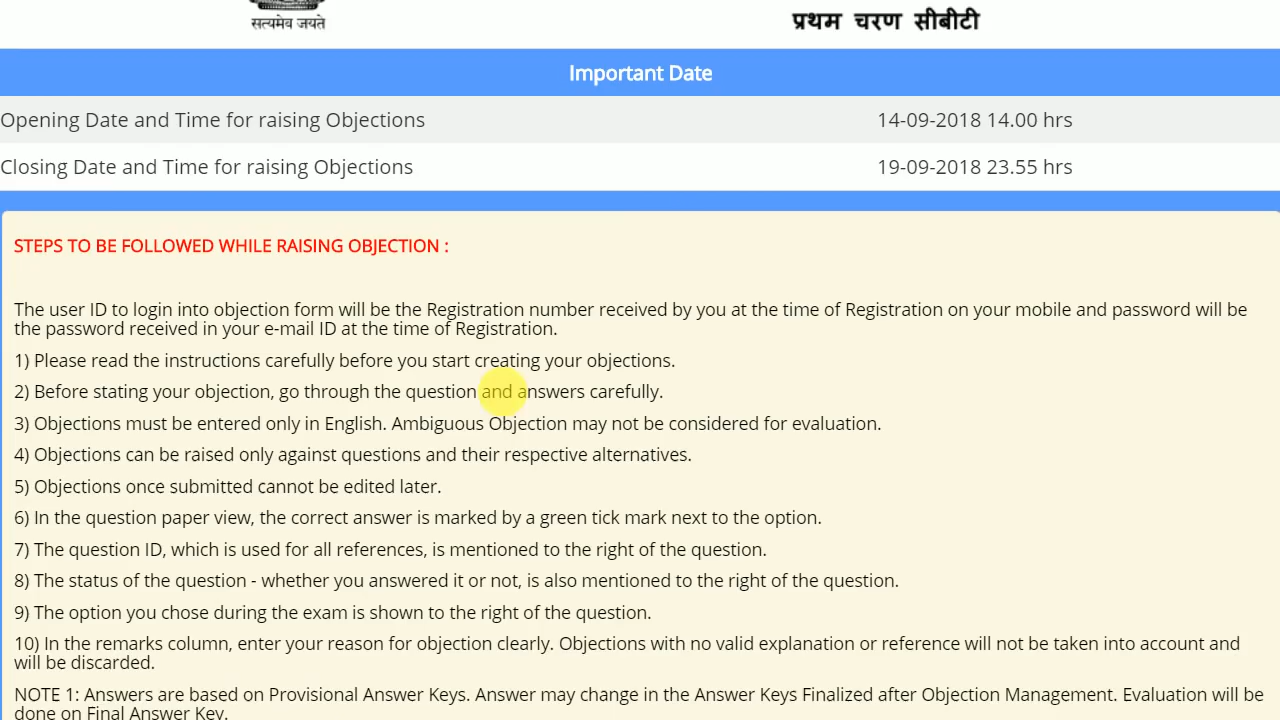 सत्यमेव जयते
प्रथम चरण सीबीटी
Important Date
Opening Date and Time for raising Objections 14-09-2018 14.00 hrs
Closing Date and Time for raising Objections 19-09-2018 23.55 hrs
STEPS TO BE FOLLOWED WHILE RAISING OBJECTION :
The user ID to login into objection form will be the Registration number received by you at the time of Registration on your mobile and password will be
the password received in your e-mail ID at the time of Registration.
1) Please read the instructions carefully before you start creating your objections.
2) Before stating your objection, go through the question and answers carefully.
3) Objections must be entered only in English. Ambiguous Objection may not be considered for evaluation.
4) Objections can be raised only against questions and their respective alternatives.
5) Objections once submitted cannot be edited later.
6) In the question paper view, the correct answer is marked by a green tick mark next to the option.
7) The question ID, which is used for all references, is mentioned to the right of the question.
8) The status of the question - whether you answered it or not, is also mentioned to the right of the question.
9) The option you chose during the exam is shown to the right of the question.
10) In the remarks column, enter your reason for objection clearly. Objections with no valid explanation or reference will not be taken into account and
will be discarded.
NOTE 1: Answers are based on Provisional Answer Keys. Answer may change in the Answer Keys Finalized after Objection Management. Evaluation will be
done on Final Answer Key.